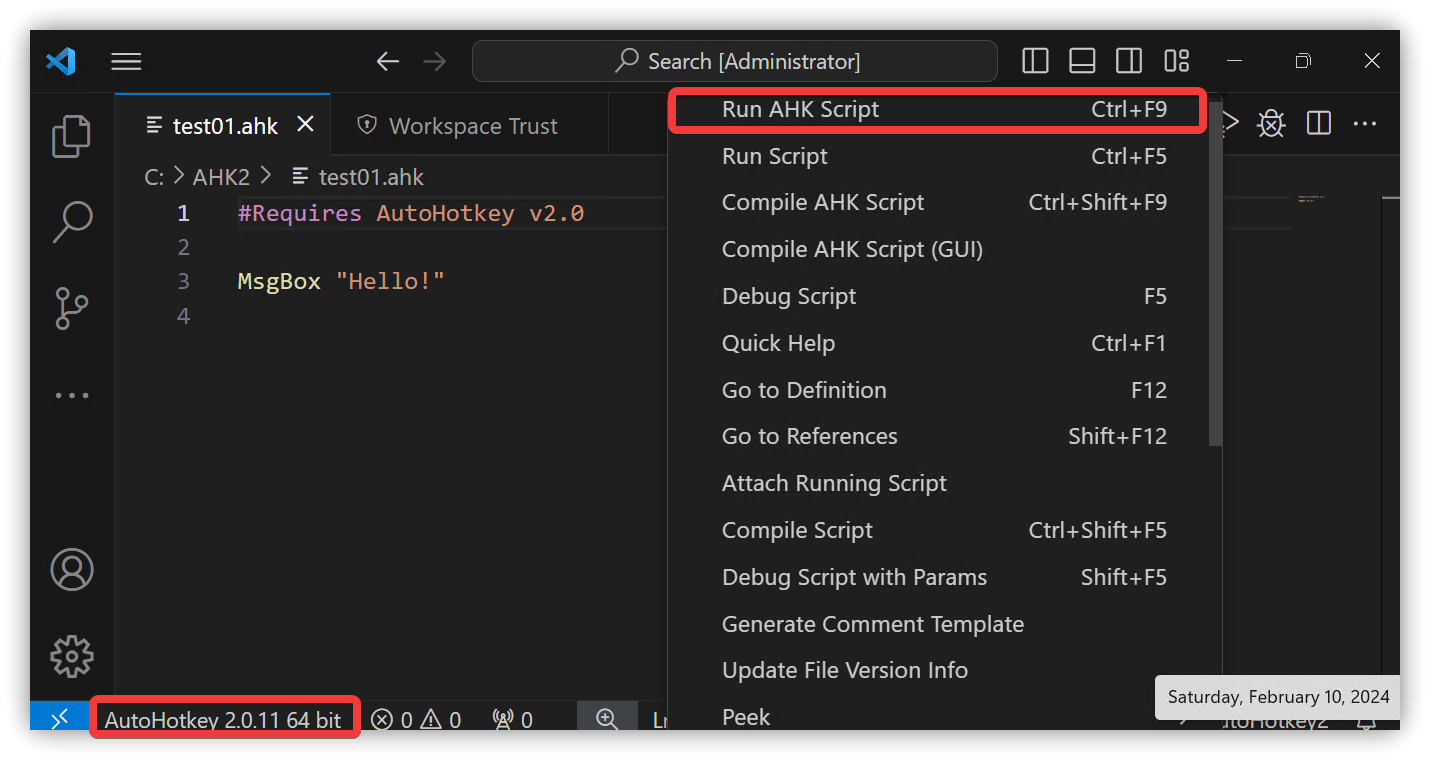 Search [Administrator]
test01.ahk
Workspace Trust
C: > AHK2 > test01.ahk
1 #Requires AutoHotkey v2.0
2
3 MsgBox "Hello!"
4
Run AHK Script Ctrl+F9
Run Script Ctrl+F5
Compile AHK Script Ctrl+Shift+F9
Compile AHK Script (GUI)
Debug Script F5
Quick Help Ctrl+F1
Go to Definition F12
Go to References Shift+F12
Attach Running Script
Compile Script Ctrl+Shift+F5
Debug Script with Params Shift+F5
Generate Comment Template
Update File Version Info
Peek
Saturday, February 10, 2024
AutoHotkey 2.0.11 64 bit 0 0 0